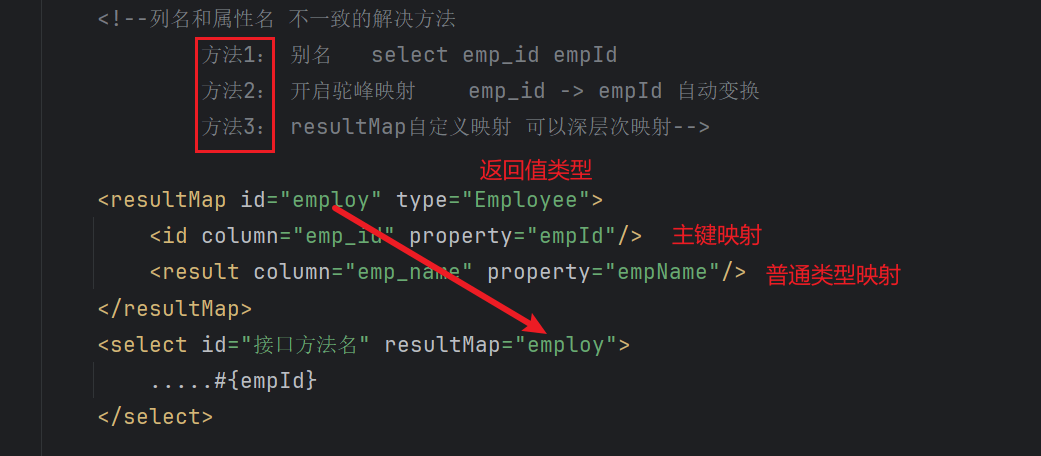 <!--列名和属性名 不一致的解决方法
方法1： 别名 select emp_id empId
方法2： 开启驼峰映射 emp_id -> empId 自动变换
方法3： resultMap自定义映射 可以深层次映射-->
返回值类型
<resultMap id="employ" type="Employee">
<id column="emp_id" property="empId"/> 主键映射
<result column="emp_name" property="empName"/> 普通类型映射
</resultMap>
<select id="接口方法名" resultMap="employ">
.....#{empId}
</select>